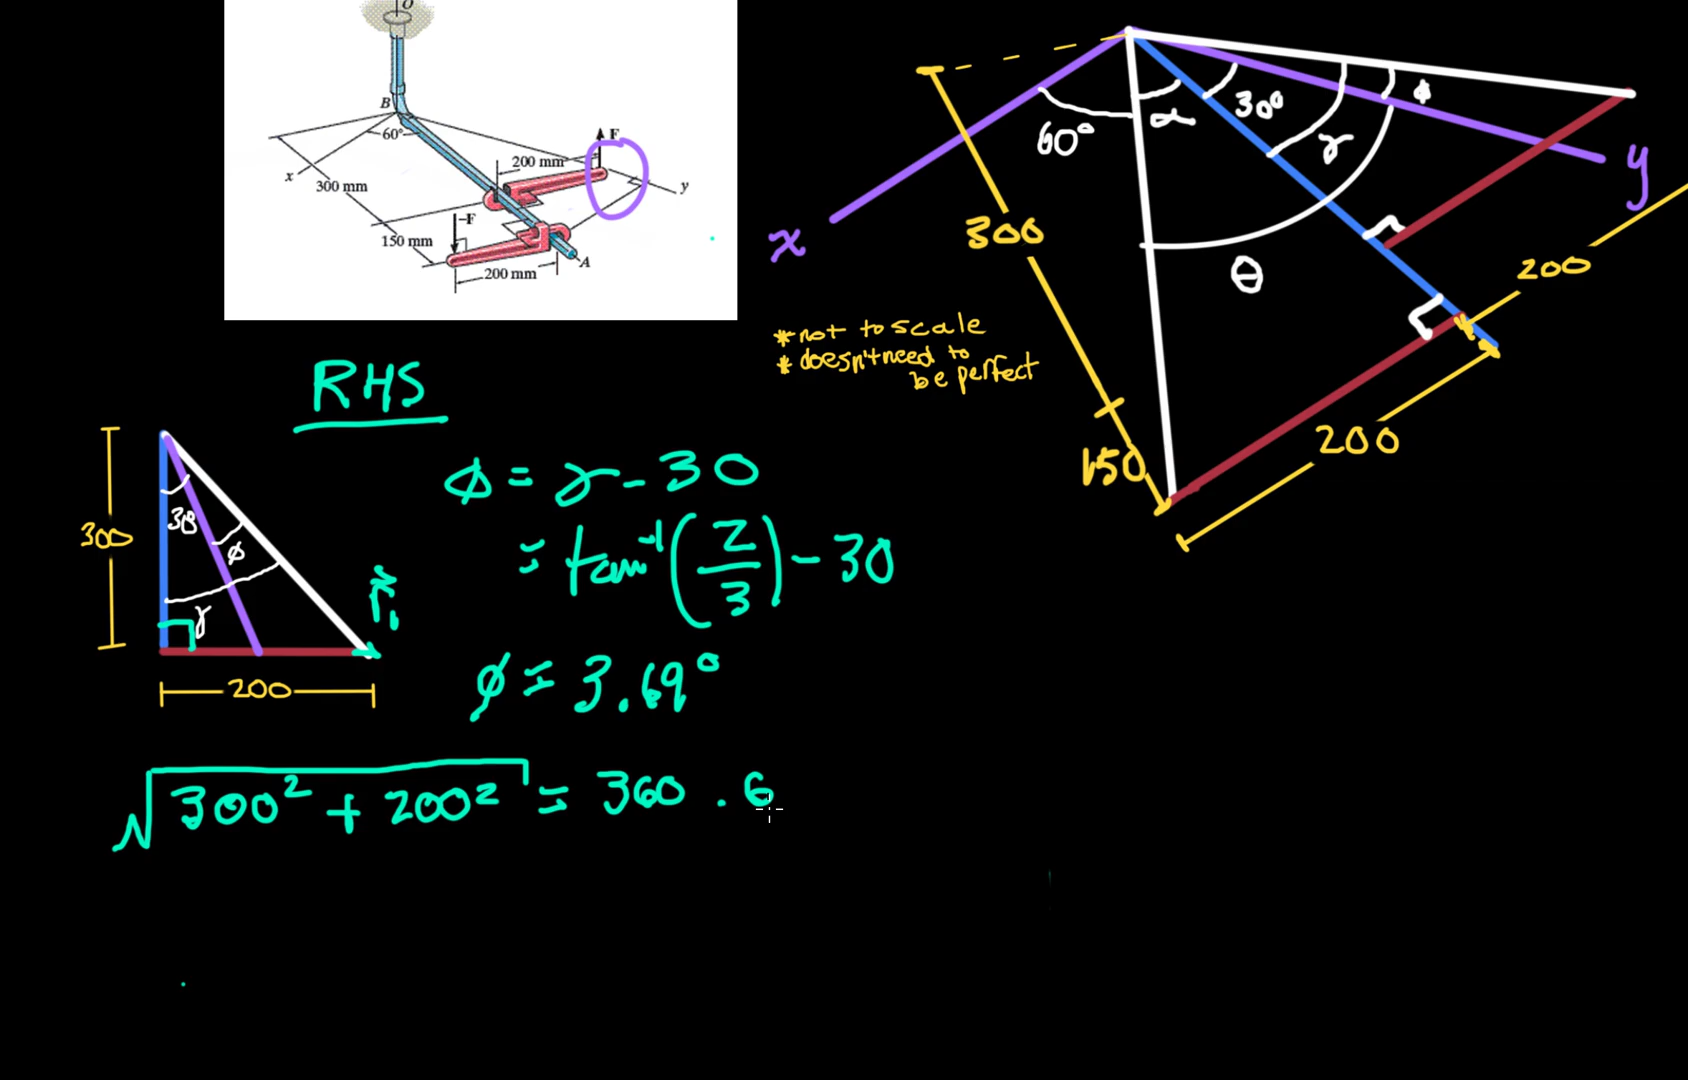 O
B
60°
F
200 mm
x
300 mm
y
-F
150 mm
A
200 mm
60°
α
30°
γ
ϕ
y
x
300
θ
200
*not to scale
* doesn't need to
be perfect
200
150
RHS
300
30
ϕ
γ
r⃗₁
200
ϕ = γ - 30
= tan⁻¹(2/3) - 30
ϕ = 3.69°
√300² + 200² = 360.6